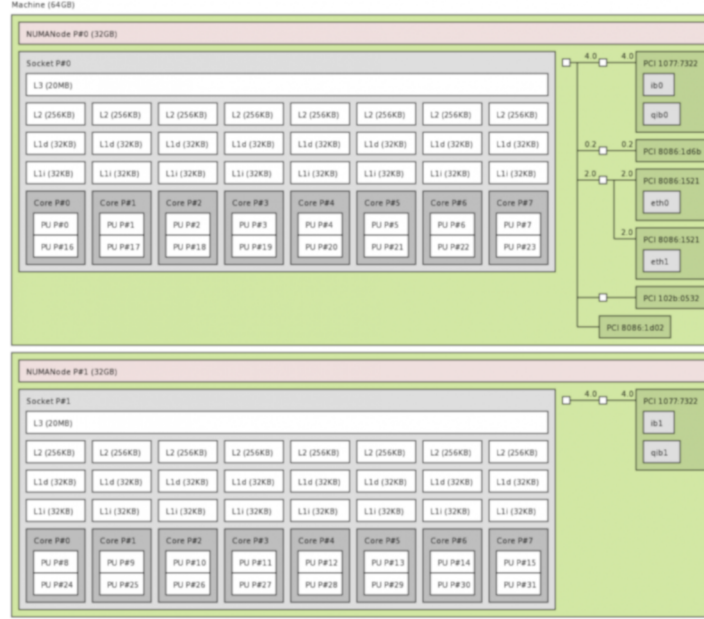 Machine (64GB)
NUMANode P#0 (32GB)
Socket P#0
L3 (20MB)
L2 (256KB) L2 (256KB) L2 (256KB) L2 (256KB) L2 (256KB) L2 (256KB) L2 (256KB) L2 (256KB)
L1d (32KB) L1d (32KB) L1d (32KB) L1d (32KB) L1d (32KB) L1d (32KB) L1d (32KB) L1d (32KB)
L1i (32KB) L1i (32KB) L1i (32KB) L1i (32KB) L1i (32KB) L1i (32KB) L1i (32KB) L1i (32KB)
Core P#0 Core P#1 Core P#2 Core P#3 Core P#4 Core P#5 Core P#6 Core P#7
PU P#0 PU P#1 PU P#2 PU P#3 PU P#4 PU P#5 PU P#6 PU P#7
PU P#16 PU P#17 PU P#18 PU P#19 PU P#20 PU P#21 PU P#22 PU P#23
4.0 4.0 PCI 1077:7322
ib0
qib0
0.2 0.2 PCI 8086:1d6b
2.0 2.0 PCI 8086:1521
eth0
2.0 PCI 8086:1521
eth1
PCI 102b:0532
PCI 8086:1d02
NUMANode P#1 (32GB)
Socket P#1
L3 (20MB)
L2 (256KB) L2 (256KB) L2 (256KB) L2 (256KB) L2 (256KB) L2 (256KB) L2 (256KB) L2 (256KB)
L1d (32KB) L1d (32KB) L1d (32KB) L1d (32KB) L1d (32KB) L1d (32KB) L1d (32KB) L1d (32KB)
L1i (32KB) L1i (32KB) L1i (32KB) L1i (32KB) L1i (32KB) L1i (32KB) L1i (32KB) L1i (32KB)
Core P#0 Core P#1 Core P#2 Core P#3 Core P#4 Core P#5 Core P#6 Core P#7
PU P#8 PU P#9 PU P#10 PU P#11 PU P#12 PU P#13 PU P#14 PU P#15
PU P#24 PU P#25 PU P#26 PU P#27 PU P#28 PU P#29 PU P#30 PU P#31
4.0 4.0 PCI 1077:7322
ib1
qib1